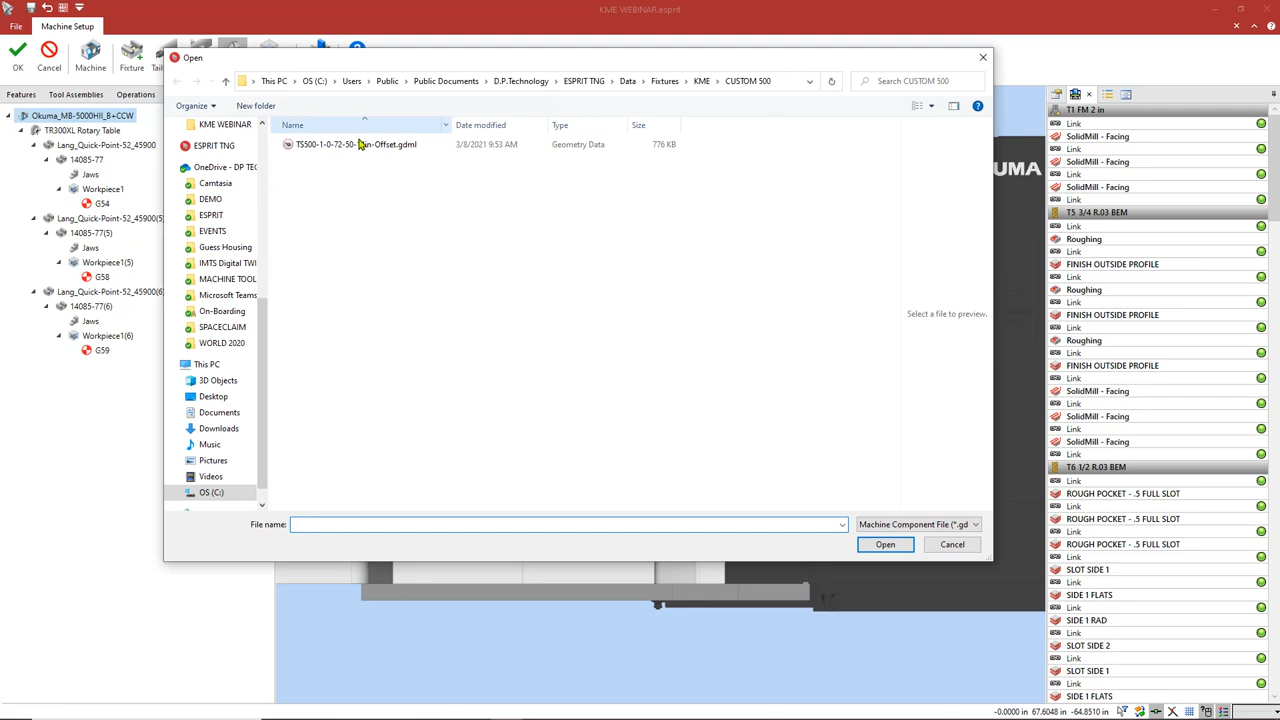 KME WEBINAR.esprit
File
Machine Setup
OK
Cancel
Machine
Fixture
Features
Tool Assemblies
Operations
Okuma_MB-5000HII_B+CCW
TR300XL Rotary Table
Lang_Quick-Point-52_45900
14085-77
Jaws
Workpiece1
G54
Lang_Quick-Point-52_45900(5)
14085-77(5)
Jaws
Workpiece1(5)
G58
Lang_Quick-Point-52_45900(6)
14085-77(6)
Jaws
Workpiece1(6)
G59
Open
This PC
OS (C:)
Users
Public
Public Documents
D.P.Technology
ESPRIT TNG
Data
Fixtures
KME
CUSTOM 500
Search CUSTOM 500
Organize
New folder
KME WEBINAR
ESPRIT TNG
OneDrive - DP TEC
Camtasia
DEMO
ESPRIT
EVENTS
Guess Housing
IMTS Digital TWI
MACHINE TOOL
Microsoft Teams
On-Boarding
SPACECLAIM
WORLD 2020
This PC
3D Objects
Desktop
Documents
Downloads
Music
Pictures
Videos
OS (C:)
Name
Date modified
Type
Size
3/8/2021 9:53 AM
Geometry Data
776 KB
Select a file to preview.
File name:
Machine Component File (*.gd
Open
Cancel
T1 FM 2 in
Link
SolidMill - Facing
Link
SolidMill - Facing
Link
SolidMill - Facing
Link
T5 3/4 R.03 BEM
Link
Roughing
Link
FINISH OUTSIDE PROFILE
Link
Roughing
Link
FINISH OUTSIDE PROFILE
Link
Roughing
Link
FINISH OUTSIDE PROFILE
Link
SolidMill - Facing
Link
SolidMill - Facing
Link
SolidMill - Facing
Link
T6 1/2 R.03 BEM
Link
ROUGH POCKET - .5 FULL SLOT
Link
ROUGH POCKET - .5 FULL SLOT
Link
ROUGH POCKET - .5 FULL SLOT
Link
SLOT SIDE 1
Link
SIDE 1 FLATS
Link
SIDE 1 RAD
Link
SLOT SIDE 2
Link
SLOT SIDE 1
Link
SIDE 1 FLATS
-0.0000 in 67.6048 in -64.8510 in